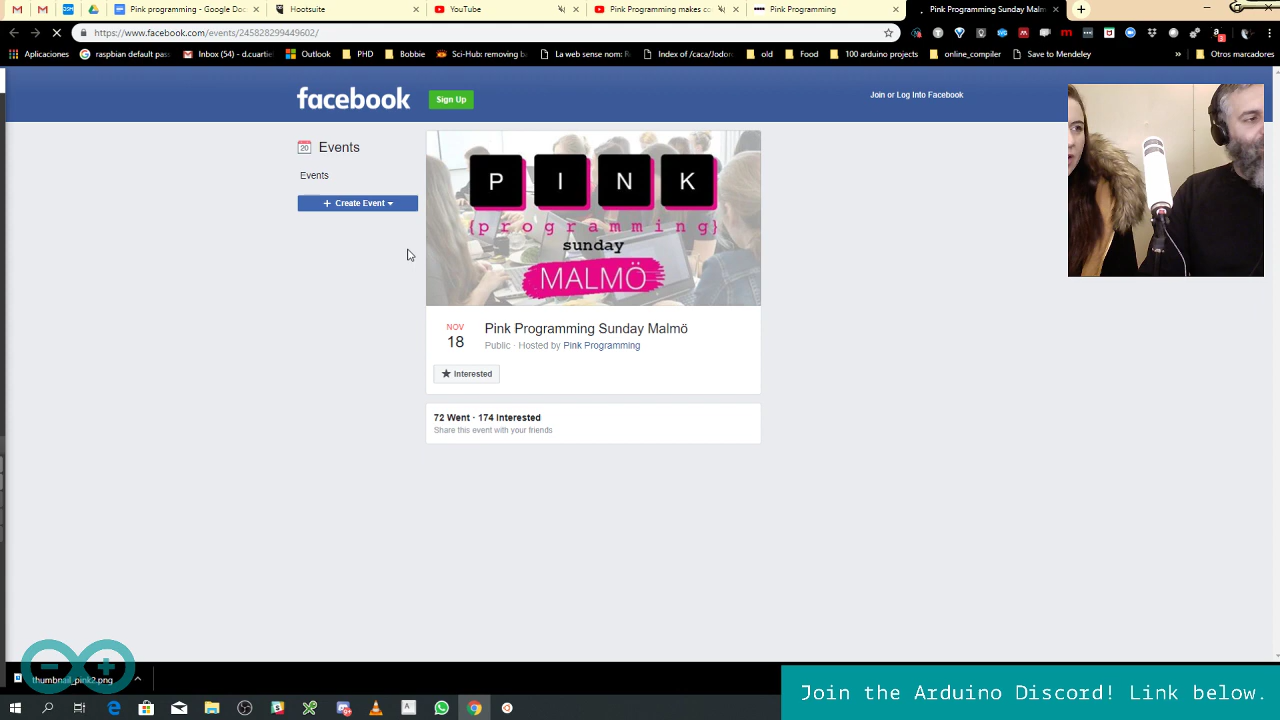 Pink programming - Google Doc
Hootsuite
YouTube
Pink Programming makes co
Pink Programming
Pink Programming Sunday Malm
https://www.facebook.com/events/245828299449602/
Aplicaciones
Gmail
raspbian default pass
Inbox (54) - d.cuartie
Outlook
PHD
Bobbie
Sci-Hub: removing b
La web sense nom: R
Index of /caca/Jodoro
old
Food
100 arduino projects
online_compiler
Save to Mendeley
»
Otros marcadores
facebook
Sign Up
Join or Log Into Facebook
20
Events
Events
+ Create Event
P I N K
{programming}
sunday
MALMÖ
NOV
18
Pink Programming Sunday Malmö
Public · Hosted by Pink Programming
★ Interested
72 Went · 174 Interested
Share this event with your friends
thumbnail_pink2.png
Join the Arduino Discord! Link below.